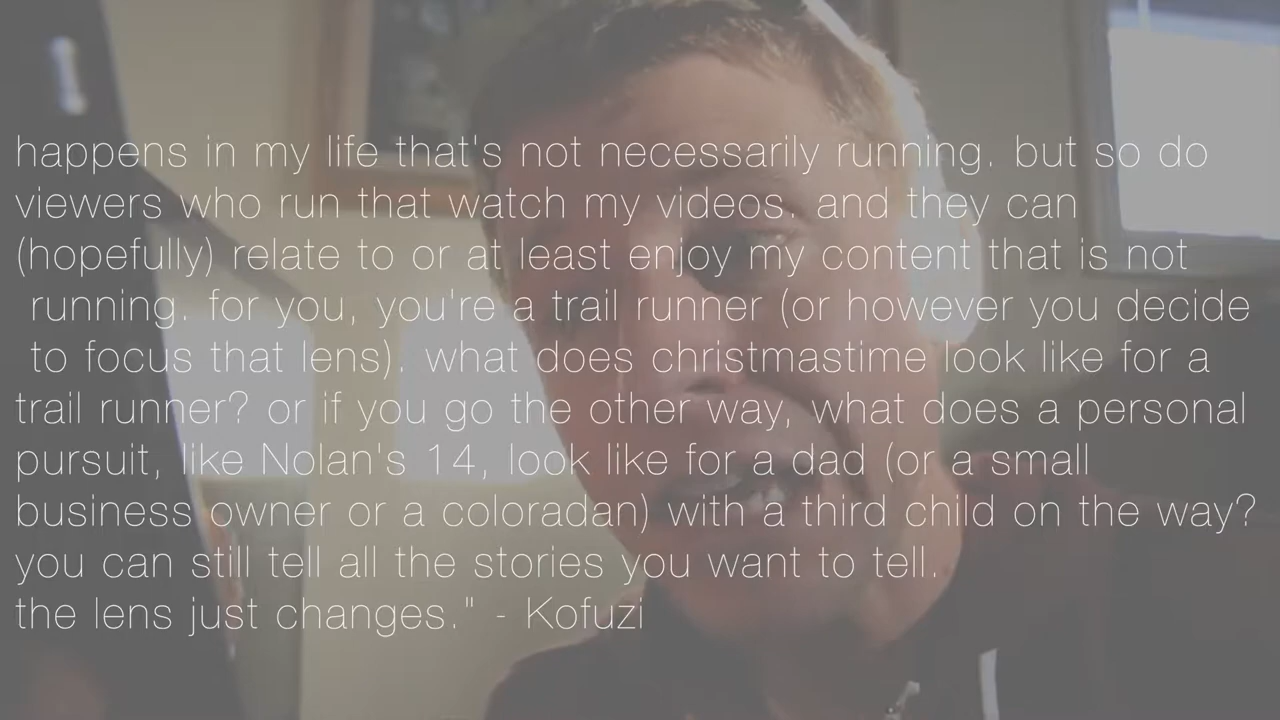 happens in my life that's not necessarily running. but so do
viewers who run that watch my videos. and they can
(hopefully) relate to or at least enjoy my content that is not
running. for you, you're a trail runner (or however you decide
to focus that lens). what does christmastime look like for a
trail runner? or if you go the other way, what does a personal
pursuit, like Nolan's 14, look like for a dad (or a small
business owner or a coloradan) with a third child on the way?
you can still tell all the stories you want to tell.
the lens just changes." - Kofuzi